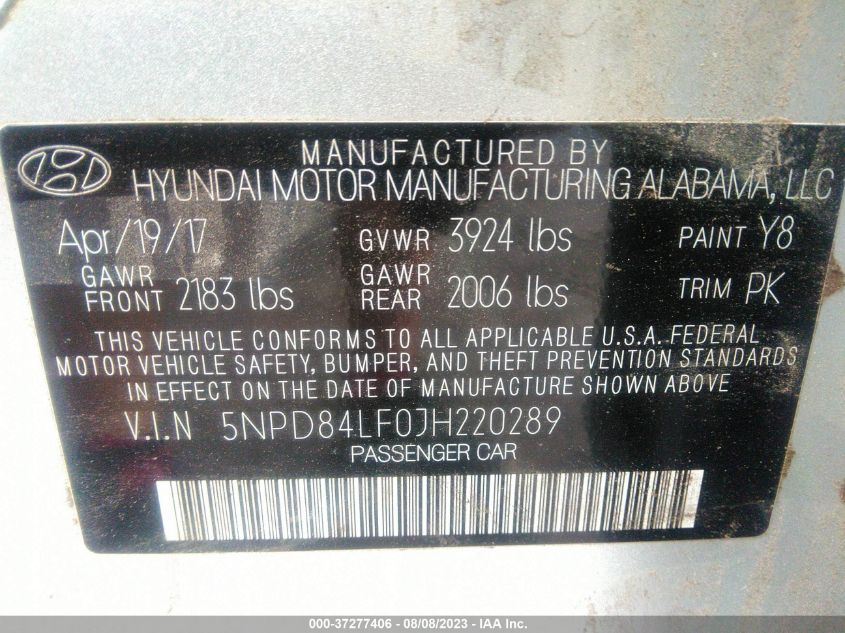 MANUFACTURED BY
HYUNDAI MOTOR MANUFACTURING ALABAMA, LLC
Apr/19/17 GVWR 3924 lbs PAINT Y8
GAWR FRONT 2183 lbs GAWR REAR 2006 lbs TRIM PK
THIS VEHICLE CONFORMS TO ALL APPLICABLE U.S.A. FEDERAL
MOTOR VEHICLE SAFETY, BUMPER, AND THEFT PREVENTION STANDARDS
IN EFFECT ON THE DATE OF MANUFACTURE SHOWN ABOVE
V.I.N 5NPD84LF0JH220289
PASSENGER CAR
000-37277406 - 08/08/2023 - IAA Inc.